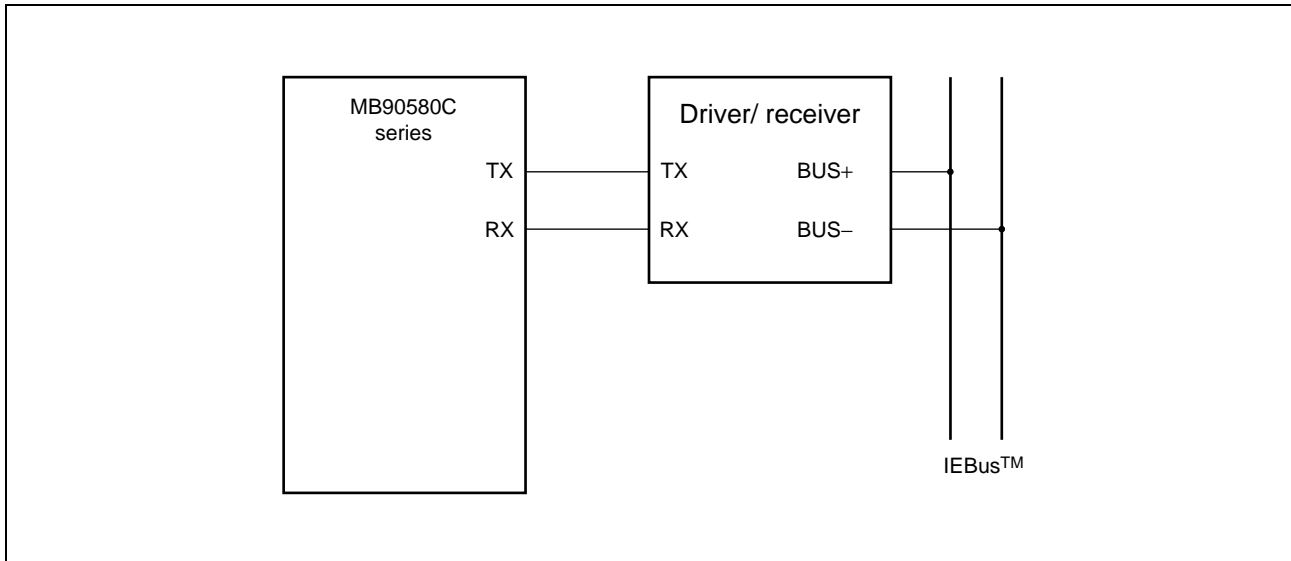 MB90580C
series
Driver/ receiver
TX
TX
BUS+
RX
RX
BUS−
IEBus™